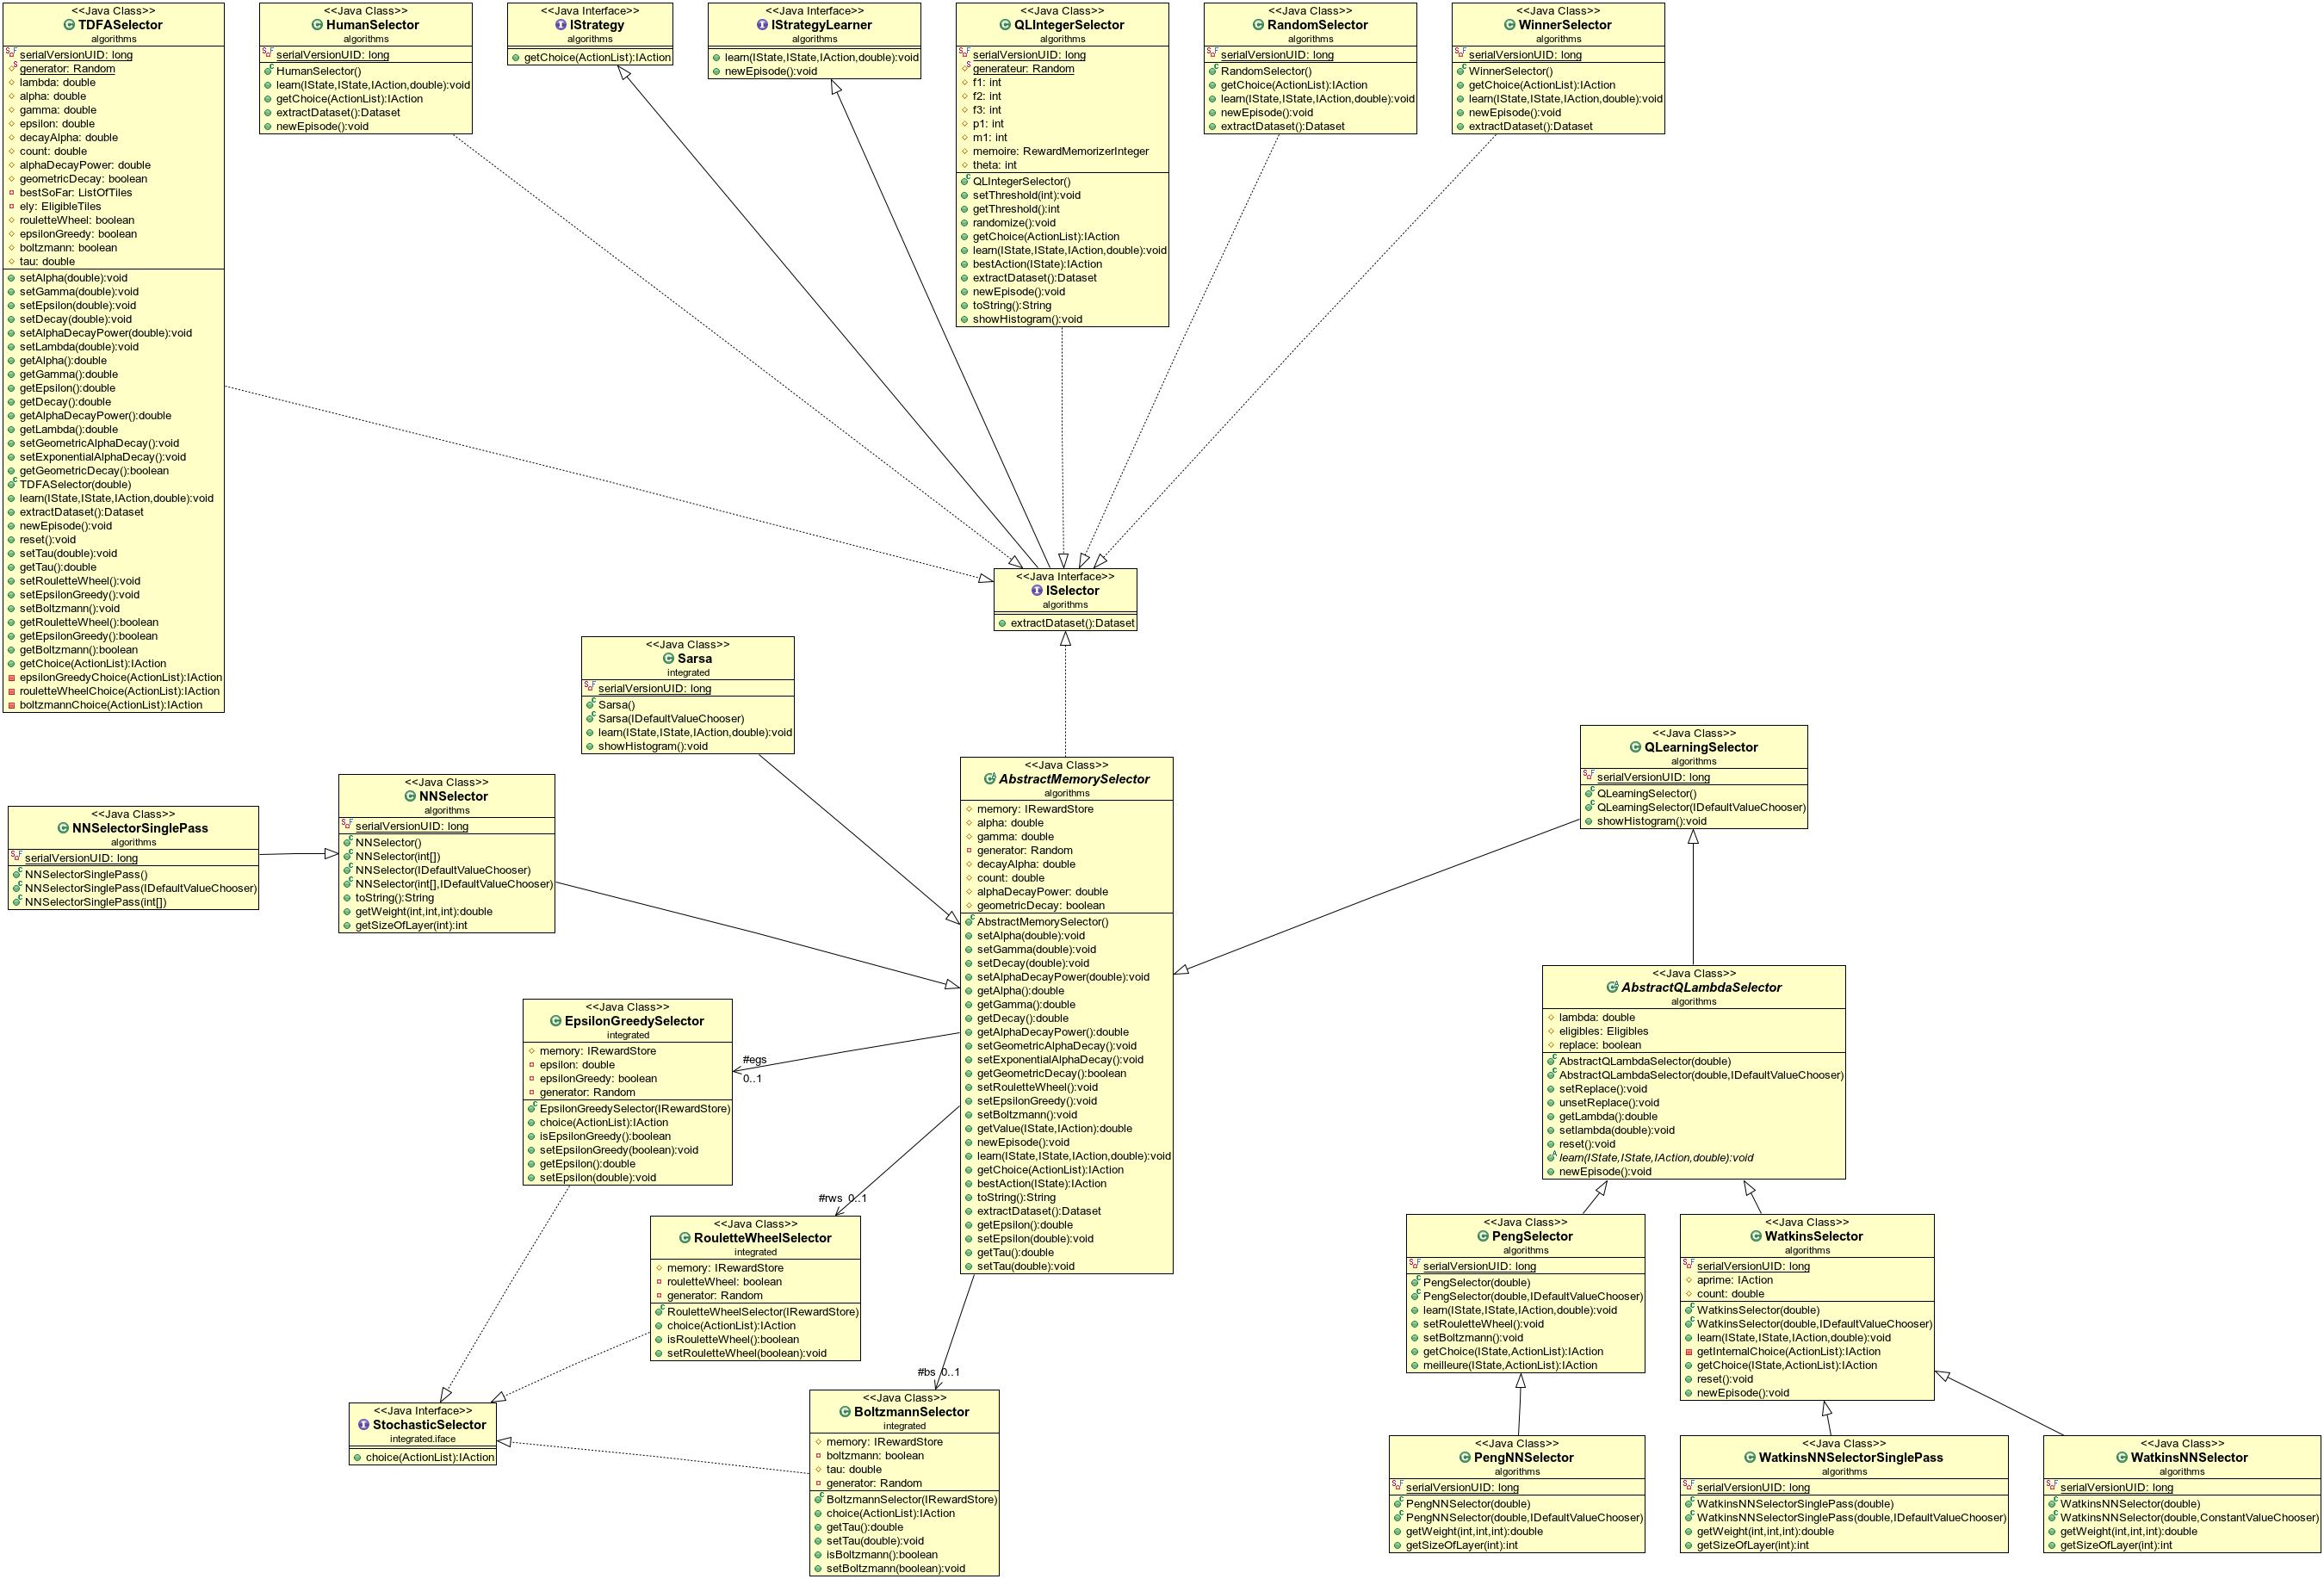 <<Java Class>>
TDFASelector
algorithms
serialVersionUID: long
generator: Random
lambda: double
alpha: double
gamma: double
epsilon: double
decayAlpha: double
count: double
alphaDecayPower: double
geometricDecay: boolean
bestSoFar: ListOfTiles
ely: EligibleTiles
rouletteWheel: boolean
epsilonGreedy: boolean
boltzmann: boolean
tau: double
setAlpha(double):void
setGamma(double):void
setEpsilon(double):void
setDecay(double):void
setAlphaDecayPower(double):void
setLambda(double):void
getAlpha():double
getGamma():double
getEpsilon():double
getDecay():double
getAlphaDecayPower():double
getLambda():double
setGeometricAlphaDecay():void
setExponentialAlphaDecay():void
getGeometricDecay():boolean
TDFASelector(double)
learn(IState,IState,IAction,double):void
extractDataset():Dataset
newEpisode():void
reset():void
setTau(double):void
getTau():double
setRouletteWheel():void
setEpsilonGreedy():void
setBoltzmann():void
getRouletteWheel():boolean
getEpsilonGreedy():boolean
getBoltzmann():boolean
getChoice(ActionList):IAction
epsilonGreedyChoice(ActionList):IAction
rouletteWheelChoice(ActionList):IAction
boltzmannChoice(ActionList):IAction
<<Java Class>>
HumanSelector
algorithms
serialVersionUID: long
HumanSelector()
learn(IState,IState,IAction,double):void
getChoice(ActionList):IAction
extractDataset():Dataset
newEpisode():void
<<Java Interface>>
IStrategy
algorithms
getChoice(ActionList):IAction
<<Java Interface>>
IStrategyLearner
algorithms
learn(IState,IState,IAction,double):void
newEpisode():void
<<Java Class>>
QLIntegerSelector
algorithms
serialVersionUID: long
generateur: Random
f1: int
f2: int
f3: int
p1: int
m1: int
memoire: RewardMemorizerInteger
theta: int
QLIntegerSelector()
setThreshold(int):void
getThreshold():int
randomize():void
getChoice(ActionList):IAction
learn(IState,IState,IAction,double):void
bestAction(IState):IAction
extractDataset():Dataset
newEpisode():void
toString():String
showHistogram():void
<<Java Class>>
RandomSelector
algorithms
serialVersionUID: long
RandomSelector()
getChoice(ActionList):IAction
learn(IState,IState,IAction,double):void
newEpisode():void
extractDataset():Dataset
<<Java Class>>
WinnerSelector
algorithms
serialVersionUID: long
WinnerSelector()
getChoice(ActionList):IAction
learn(IState,IState,IAction,double):void
newEpisode():void
extractDataset():Dataset
<<Java Interface>>
ISelector
algorithms
extractDataset():Dataset
<<Java Class>>
Sarsa
integrated
serialVersionUID: long
Sarsa()
Sarsa(IDefaultValueChooser)
learn(IState,IState,IAction,double):void
showHistogram():void
<<Java Class>>
NNSelectorSinglePass
algorithms
serialVersionUID: long
NNSelectorSinglePass()
NNSelectorSinglePass(IDefaultValueChooser)
NNSelectorSinglePass(int[])
<<Java Class>>
NNSelector
algorithms
serialVersionUID: long
NNSelector()
NNSelector(int[])
NNSelector(IDefaultValueChooser)
NNSelector(int[],IDefaultValueChooser)
toString():String
getWeight(int,int,int):double
getSizeOfLayer(int):int
<<Java Class>>
AbstractMemorySelector
algorithms
memory: IRewardStore
alpha: double
gamma: double
generator: Random
decayAlpha: double
count: double
alphaDecayPower: double
geometricDecay: boolean
AbstractMemorySelector()
setAlpha(double):void
setGamma(double):void
setDecay(double):void
setAlphaDecayPower(double):void
getAlpha():double
getGamma():double
getDecay():double
getAlphaDecayPower():double
setGeometricAlphaDecay():void
setExponentialAlphaDecay():void
getGeometricDecay():boolean
setRouletteWheel():void
setEpsilonGreedy():void
setBoltzmann():void
getValue(IState,IAction):double
newEpisode():void
learn(IState,IState,IAction,double):void
getChoice(ActionList):IAction
bestAction(IState):IAction
toString():String
extractDataset():Dataset
getEpsilon():double
setEpsilon(double):void
getTau():double
setTau(double):void
<<Java Class>>
QLearningSelector
algorithms
serialVersionUID: long
QLearningSelector()
QLearningSelector(IDefaultValueChooser)
showHistogram():void
<<Java Class>>
AbstractQLambdaSelector
algorithms
lambda: double
eligibles: Eligibles
replace: boolean
AbstractQLambdaSelector(double)
AbstractQLambdaSelector(double,IDefaultValueChooser)
setReplace():void
unsetReplace():void
getLambda():double
setlambda(double):void
reset():void
learn(IState,IState,IAction,double):void
newEpisode():void
<<Java Class>>
EpsilonGreedySelector
integrated
memory: IRewardStore
epsilon: double
epsilonGreedy: boolean
generator: Random
EpsilonGreedySelector(IRewardStore)
choice(ActionList):IAction
isEpsilonGreedy():boolean
setEpsilonGreedy(boolean):void
getEpsilon():double
setEpsilon(double):void
#egs
0..1
#rws 0..1
<<Java Class>>
RouletteWheelSelector
integrated
memory: IRewardStore
rouletteWheel: boolean
generator: Random
RouletteWheelSelector(IRewardStore)
choice(ActionList):IAction
isRouletteWheel():boolean
setRouletteWheel(boolean):void
#bs 0..1
<<Java Interface>>
StochasticSelector
integrated.iface
choice(ActionList):IAction
<<Java Class>>
BoltzmannSelector
integrated
memory: IRewardStore
boltzmann: boolean
tau: double
generator: Random
BoltzmannSelector(IRewardStore)
choice(ActionList):IAction
getTau():double
setTau(double):void
isBoltzmann():boolean
setBoltzmann(boolean):void
<<Java Class>>
PengSelector
algorithms
serialVersionUID: long
PengSelector(double)
PengSelector(double,IDefaultValueChooser)
learn(IState,IState,IAction,double):void
setRouletteWheel():void
setBoltzmann():void
getChoice(IState,ActionList):IAction
meilleure(IState,ActionList):IAction
<<Java Class>>
WatkinsSelector
algorithms
serialVersionUID: long
aprime: IAction
count: double
WatkinsSelector(double)
WatkinsSelector(double,IDefaultValueChooser)
learn(IState,IState,IAction,double):void
getInternalChoice(ActionList):IAction
getChoice(IState,ActionList):IAction
reset():void
newEpisode():void
<<Java Class>>
PengNNSelector
algorithms
serialVersionUID: long
PengNNSelector(double)
PengNNSelector(double,IDefaultValueChooser)
getWeight(int,int,int):double
getSizeOfLayer(int):int
<<Java Class>>
WatkinsNNSelectorSinglePass
algorithms
serialVersionUID: long
WatkinsNNSelectorSinglePass(double)
WatkinsNNSelectorSinglePass(double,IDefaultValueChooser)
getWeight(int,int,int):double
getSizeOfLayer(int):int
<<Java Class>>
WatkinsNNSelector
algorithms
serialVersionUID: long
WatkinsNNSelector(double)
WatkinsNNSelector(double,ConstantValueChooser)
getWeight(int,int,int):double
getSizeOfLayer(int):int